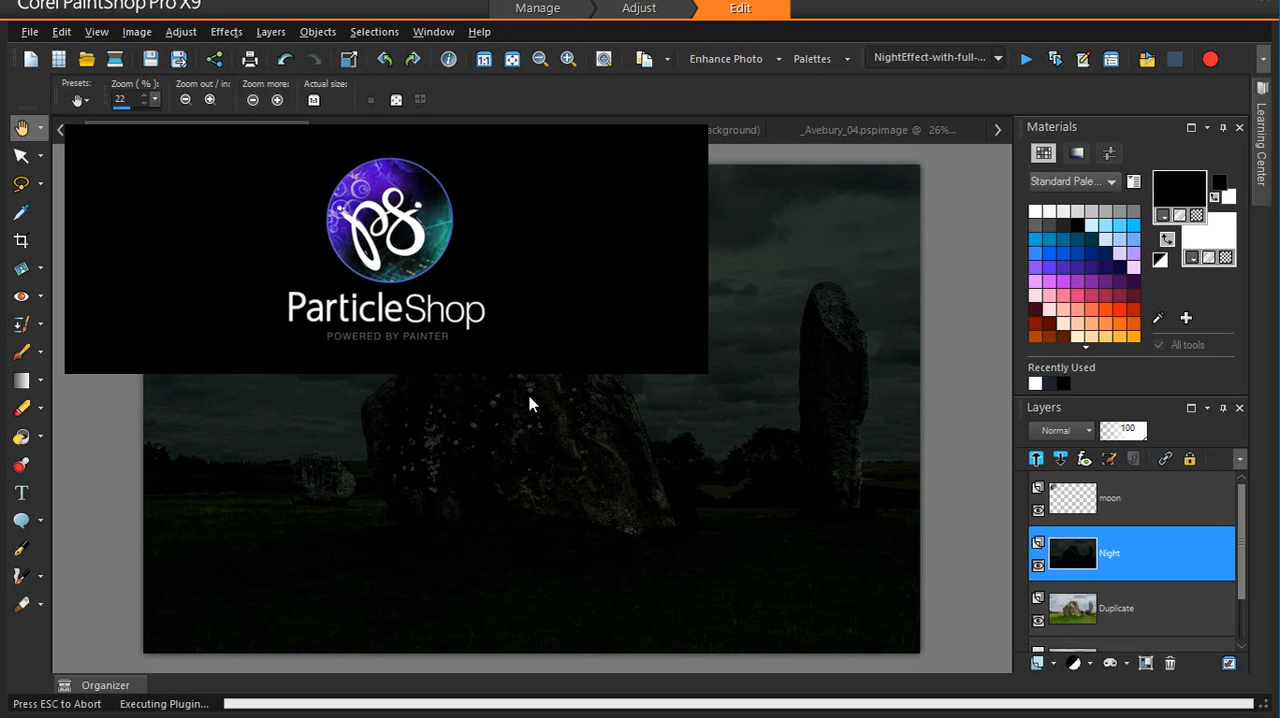 Corel PaintShop Pro X9
Manage
Adjust
Edit
File Edit View Image Adjust Effects Layers Objects Selections Window Help
Enhance Photo
Palettes
NightEffect-with-full-...
Presets:
Zoom ( % ):
Zoom out / in:
Zoom more:
Actual size:
22
1:1
ackground)
_Avebury_04.pspimage @ 26%...
Materials
Learning Center
Standard Pale...
All tools
Recently Used
ps
ParticleShop
POWERED BY PAINTER
Layers
Normal
100
moon
Night
Duplicate
Organizer
Press ESC to Abort
Executing Plugin...